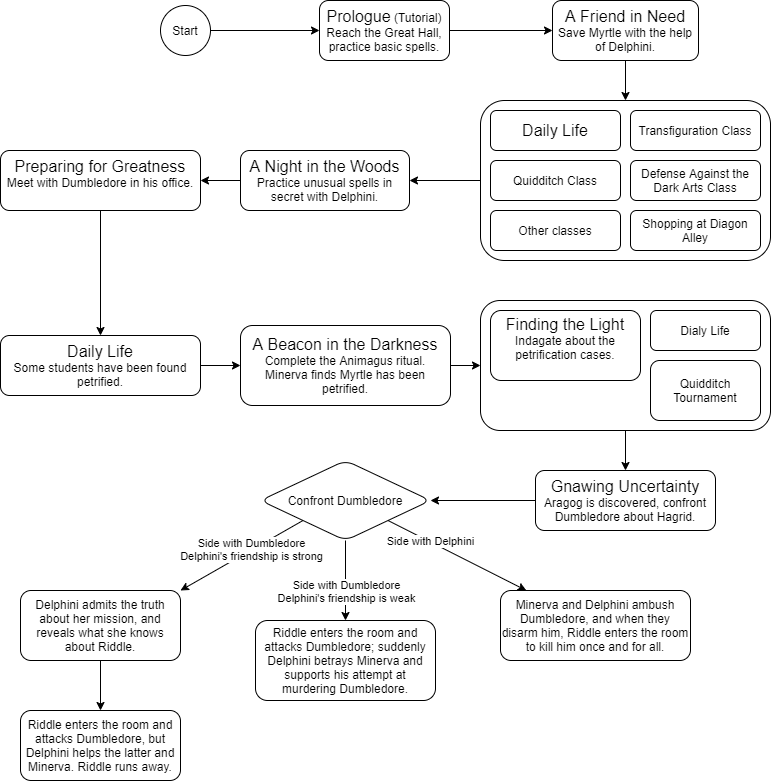 Start
Prologue (Tutorial)
Reach the Great Hall,
practice basic spells.
A Friend in Need
Save Myrtle with the help
of Delphini.
Daily Life
Transfiguration Class
Quidditch Class
Defense Against the
Dark Arts Class
Other classes
Shopping at Diagon
Alley
A Night in the Woods
Practice unusual spells in
secret with Delphini.
Preparing for Greatness
Meet with Dumbledore in his office.
Daily Life
Some students have been found
petrified.
A Beacon in the Darkness
Complete the Animagus ritual.
Minerva finds Myrtle has been
petrified.
Finding the Light
Indagate about the
petrification cases.
Dialy Life
Quidditch
Tournament
Gnawing Uncertainty
Aragog is discovered, confront
Dumbledore about Hagrid.
Confront Dumbledore
Side with Dumbledore
Delphini's friendship is strong
Side with Dumbledore
Delphini's friendship is weak
Side with Delphini
Delphini admits the truth
about her mission, and
reveals what she knows
about Riddle.
Riddle enters the room and
attacks Dumbledore; suddenly
Delphini betrays Minerva and
supports his attempt at
murdering Dumbledore.
Minerva and Delphini ambush
Dumbledore, and when they
disarm him, Riddle enters the room
to kill him once and for all.
Riddle enters the room and
attacks Dumbledore, but
Delphini helps the latter and
Minerva. Riddle runs away.